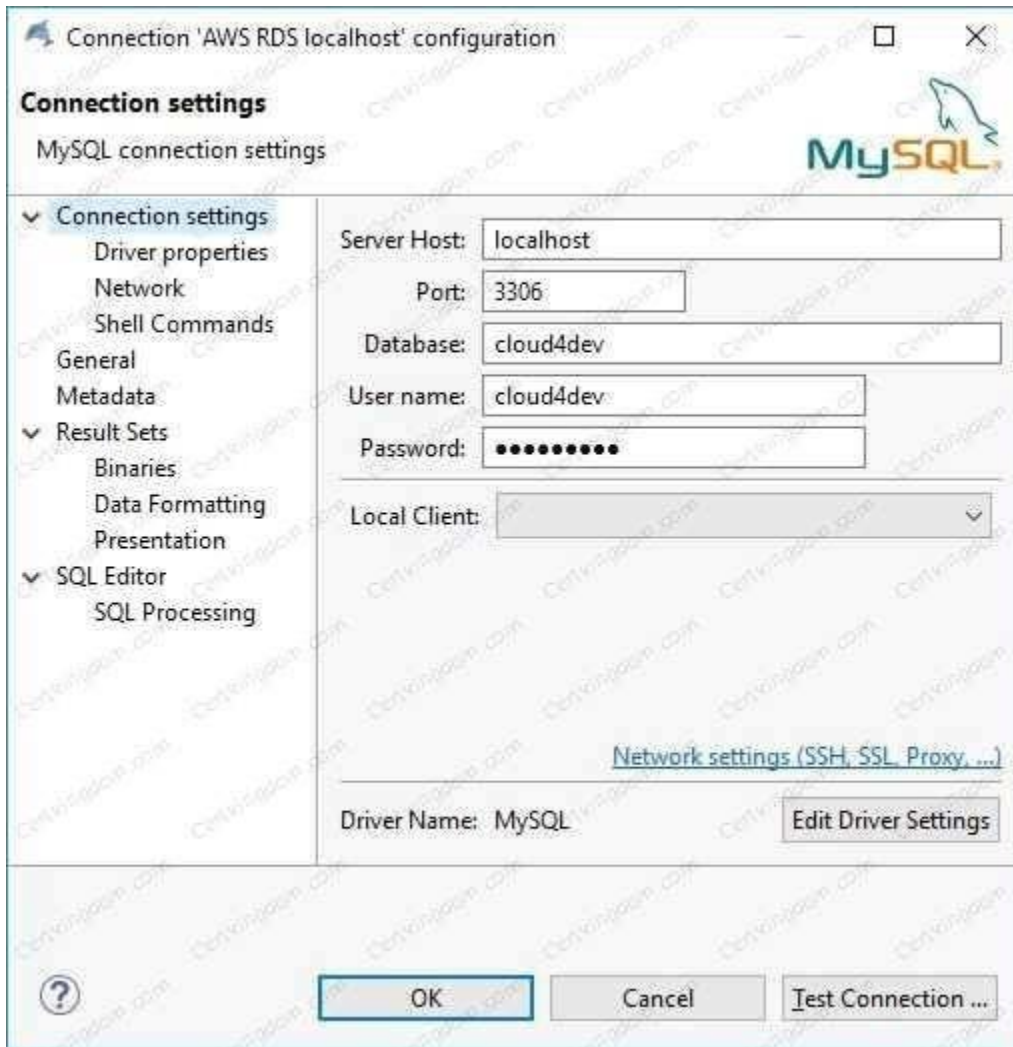 Connection 'AWS RDS localhost' configuration
Connection settings
MySQL connection settings
MySQL
Connection settings
Driver properties
Network
Shell Commands
General
Metadata
Result Sets
Binaries
Data Formatting
Presentation
SQL Editor
SQL Processing
Server Host: localhost
Port: 3306
Database: cloud4dev
User name: cloud4dev
Password: •••••••••
Local Client:
Network settings (SSH, SSL, Proxy, ...)
Driver Name: MySQL Edit Driver Settings
? OK Cancel Test Connection ...